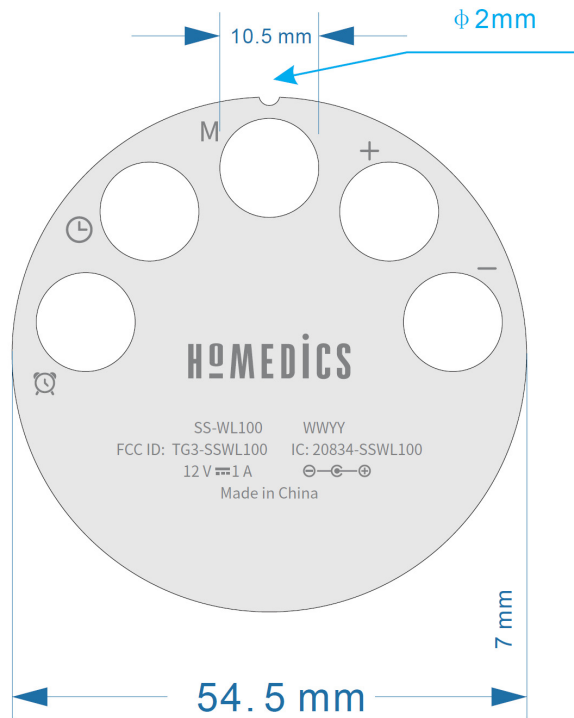 φ2mm
10.5 mm
M
+
−
HoMEDiCS
SS-WL100 WWYY
FCC ID: TG3-SSWL100 IC: 20834-SSWL100
12 V ⎓ 1 A
Made in China
7 mm
54.5 mm